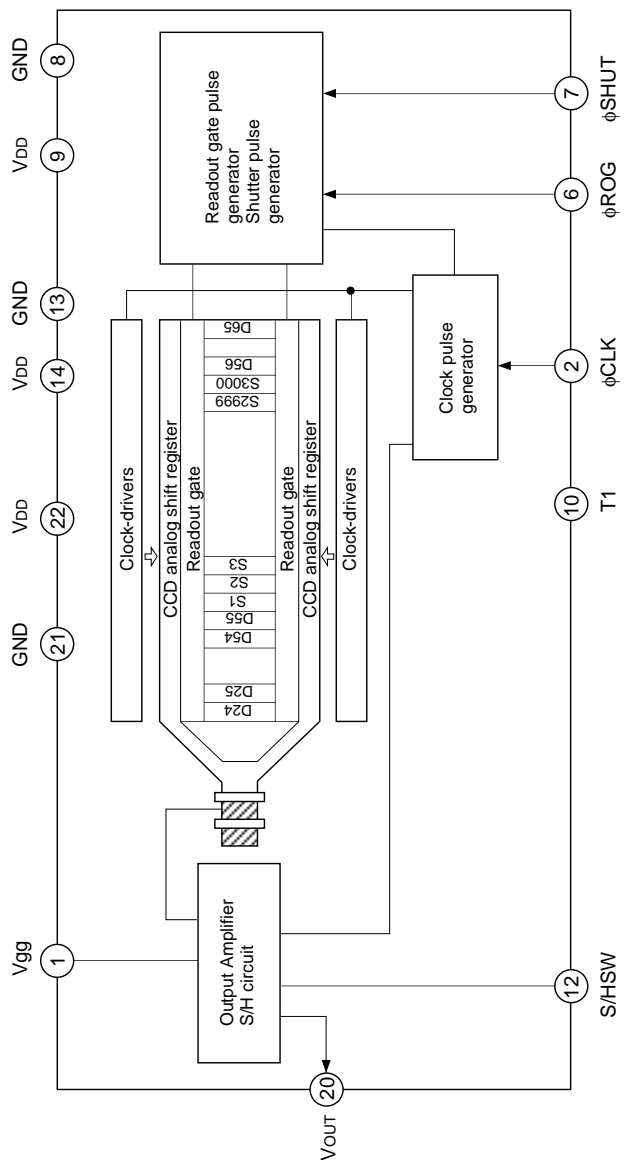 Vgg
GND
VDD
VDD
GND
VDD
GND
1
21
22
14
13
9
8
Clock-drivers
CCD analog shift register
Readout gate
D24
D25
D54
D55
S1
S2
S3
S2999
S3000
D56
D65
Readout gate
CCD analog shift register
Clock-drivers
Output Amplifier
S/H circuit
Readout gate pulse
generator
Shutter pulse
generator
VOUT
20
Clock pulse
generator
12
10
2
6
7
S/HSW
T1
φCLK
φROG
φSHUT